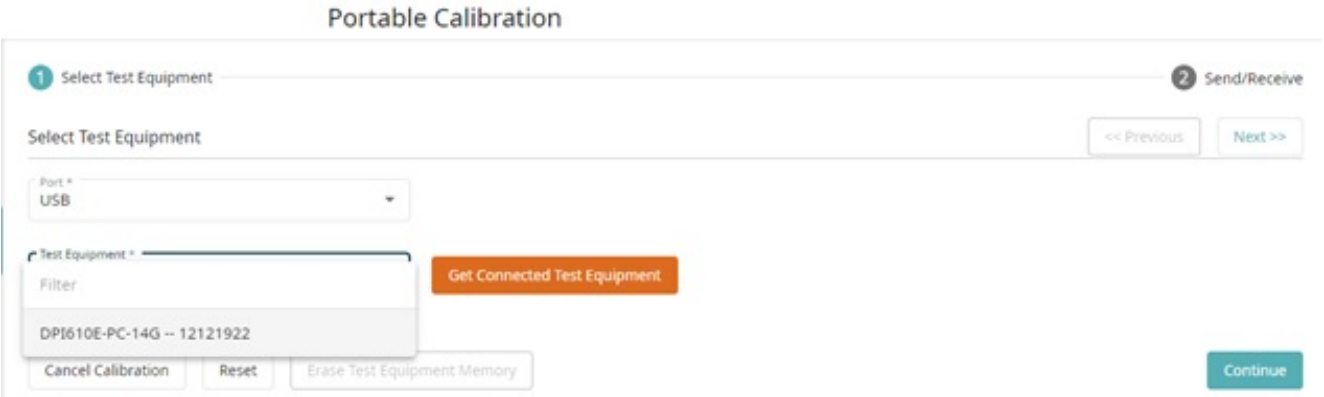 Portable Calibration
1 Select Test Equipment
2 Send/Receive
Select Test Equipment
<< Previous
Next >>
Port *
USB
Test Equipment *
Filter
Get Connected Test Equipment
DPI610E-PC-14G -- 12121922
Cancel Calibration
Reset
Erase Test Equipment Memory
Continue